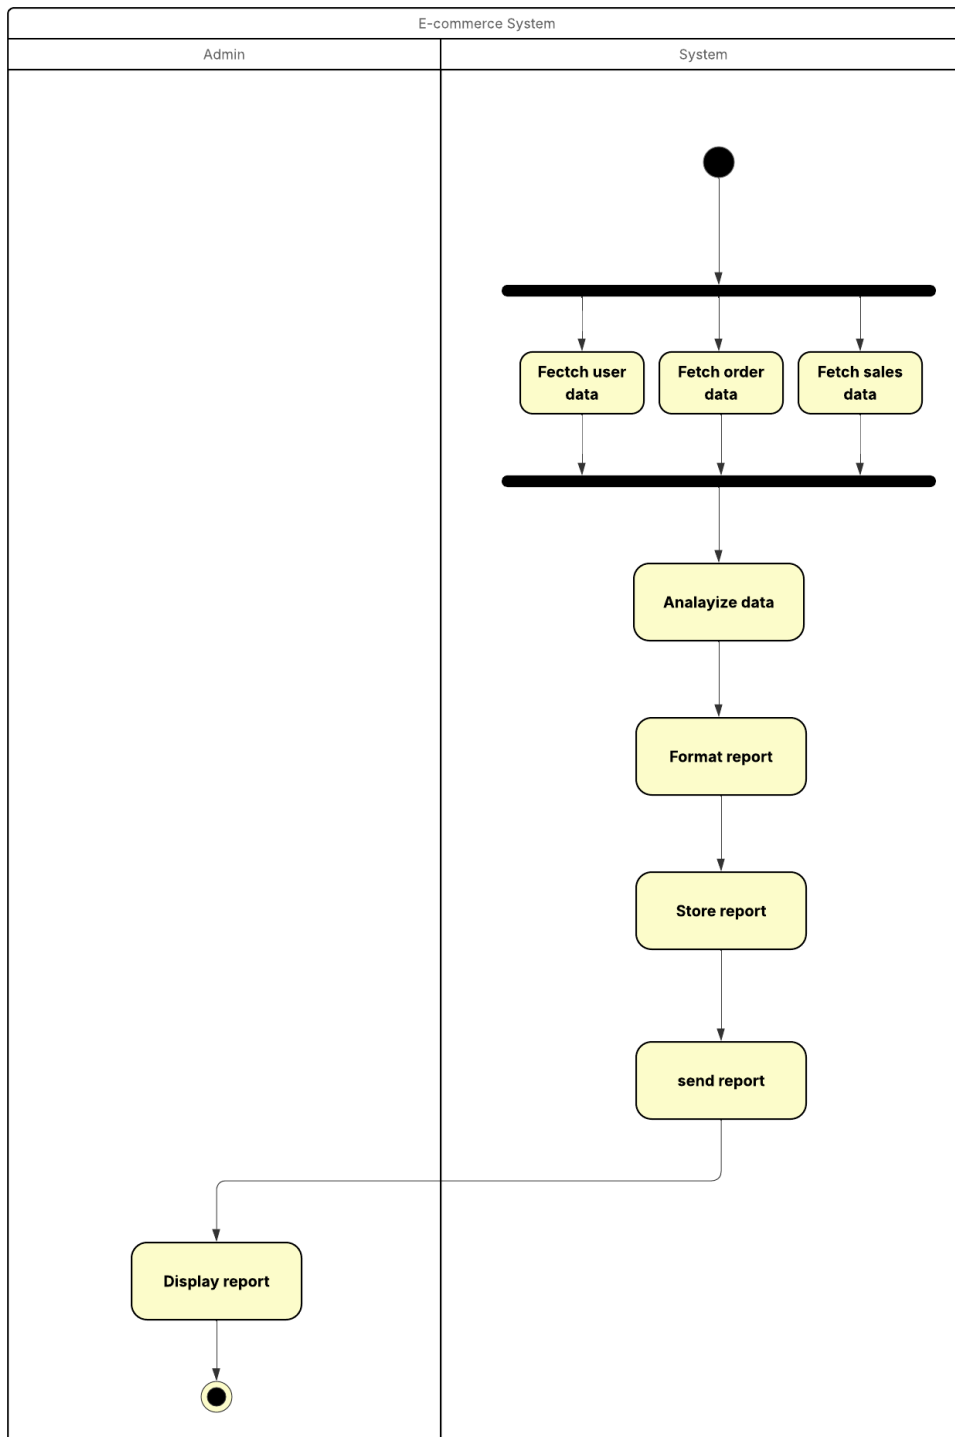 E-commerce System
Admin
System
Fectch user
data
Fetch order
data
Fetch sales
data
Analayize data
Format report
Store report
send report
Display report